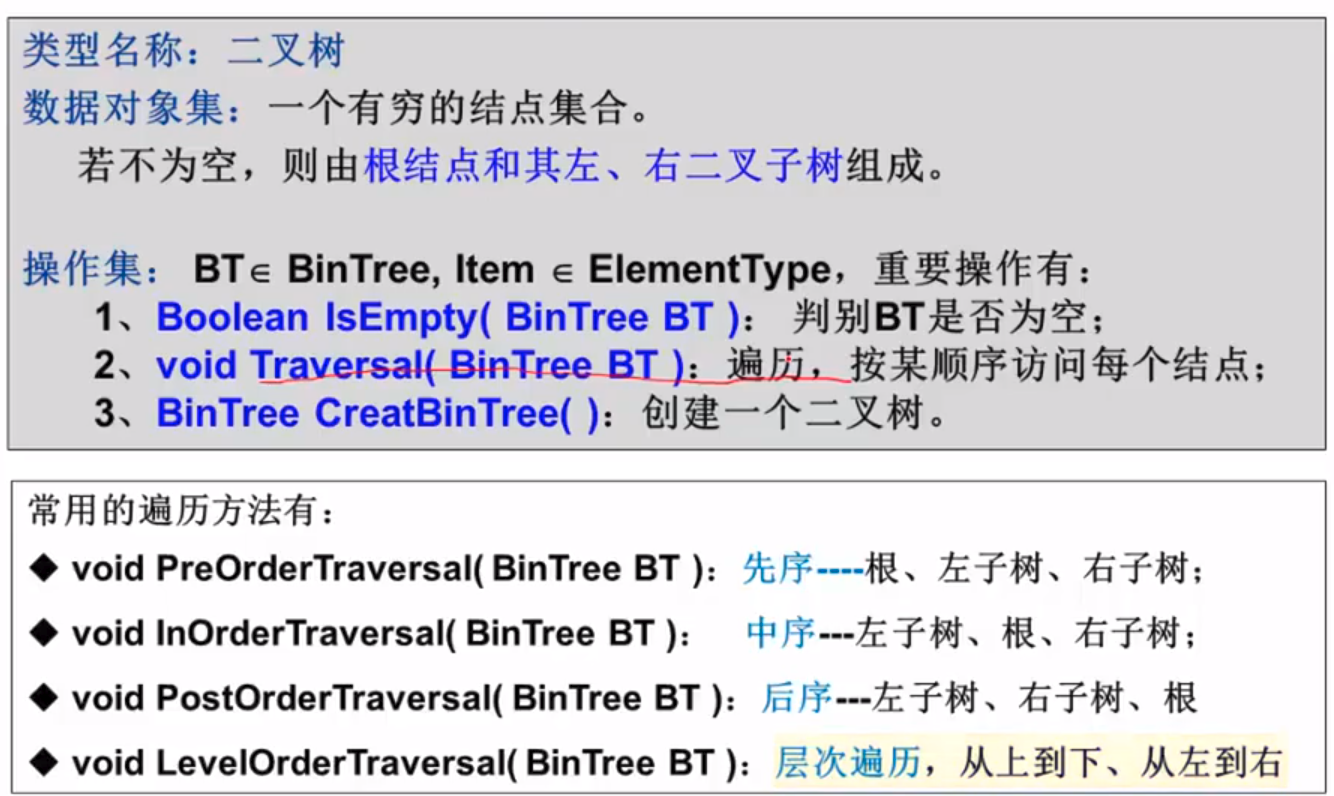 类型名称：二叉树
数据对象集：一个有穷的结点集合。
若不为空，则由根结点和其左、右二叉子树组成。
操作集： BT∈ BinTree, Item ∈ ElementType，重要操作有：
1、Boolean IsEmpty( BinTree BT )： 判别BT是否为空；
2、void Traversal( BinTree BT )：遍历，按某顺序访问每个结点；
3、BinTree CreatBinTree( )：创建一个二叉树。
常用的遍历方法有：
◆ void PreOrderTraversal( BinTree BT )：先序----根、左子树、右子树；
◆ void InOrderTraversal( BinTree BT )： 中序---左子树、根、右子树；
◆ void PostOrderTraversal( BinTree BT )：后序---左子树、右子树、根
◆ void LevelOrderTraversal( BinTree BT )：层次遍历，从上到下、从左到右